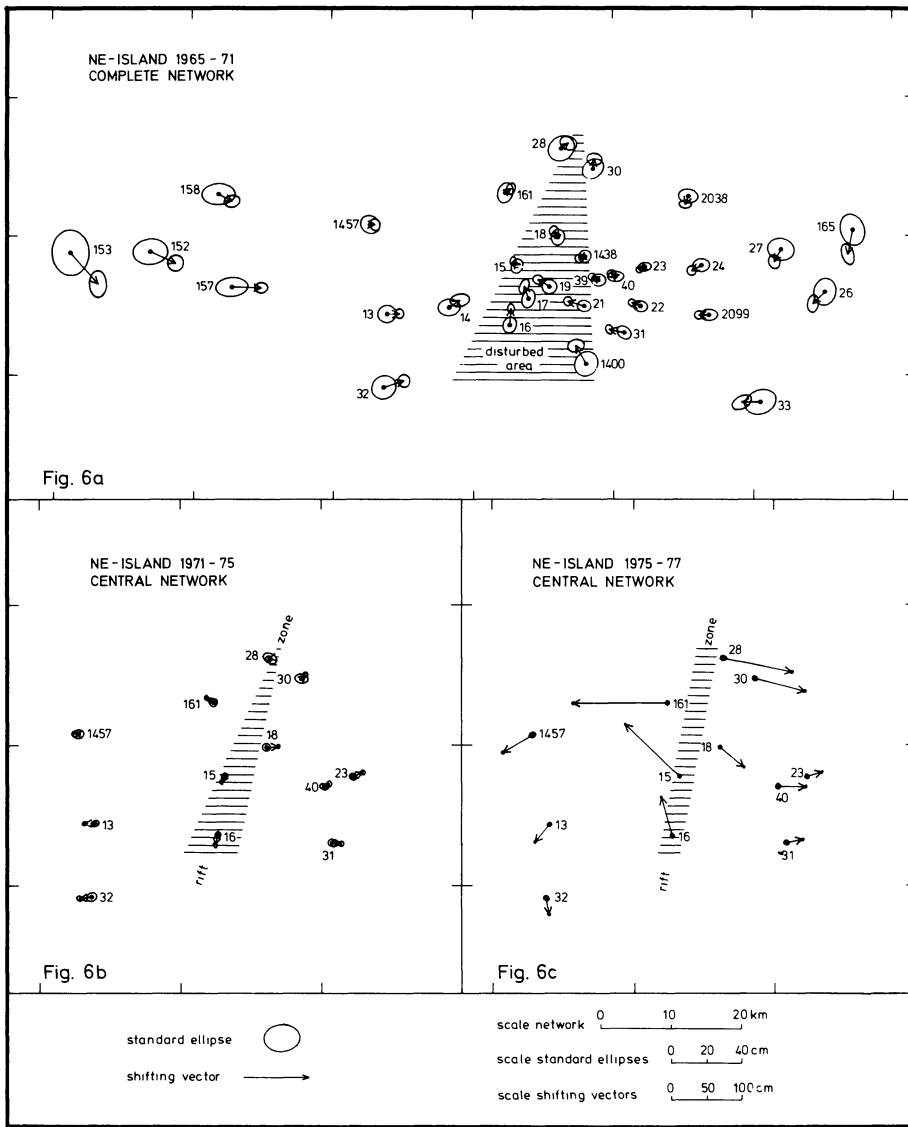 NE-ISLAND 1965-71
COMPLETE NETWORK
28
30
158
161
2038
1457
165
153
152
18
1438
27
15
23
24
157
39
40
19
26
17
21
22
13
14
2099
16
31
disturbed
area
1400
32
33
Fig. 6a
NE-ISLAND 1971-75
CENTRAL NETWORK
zone
28
30
161
1457
18
15
23
40
13
16
31
rift
32
Fig. 6b
NE-ISLAND 1975-77
CENTRAL NETWORK
zone
28
30
161
1457
18
15
23
40
13
16
31
rift
32
Fig. 6c
standard ellipse
shifting vector
scale network 0 10 20 km
scale standard ellipses 0 20 40 cm
scale shifting vectors 0 50 100 cm